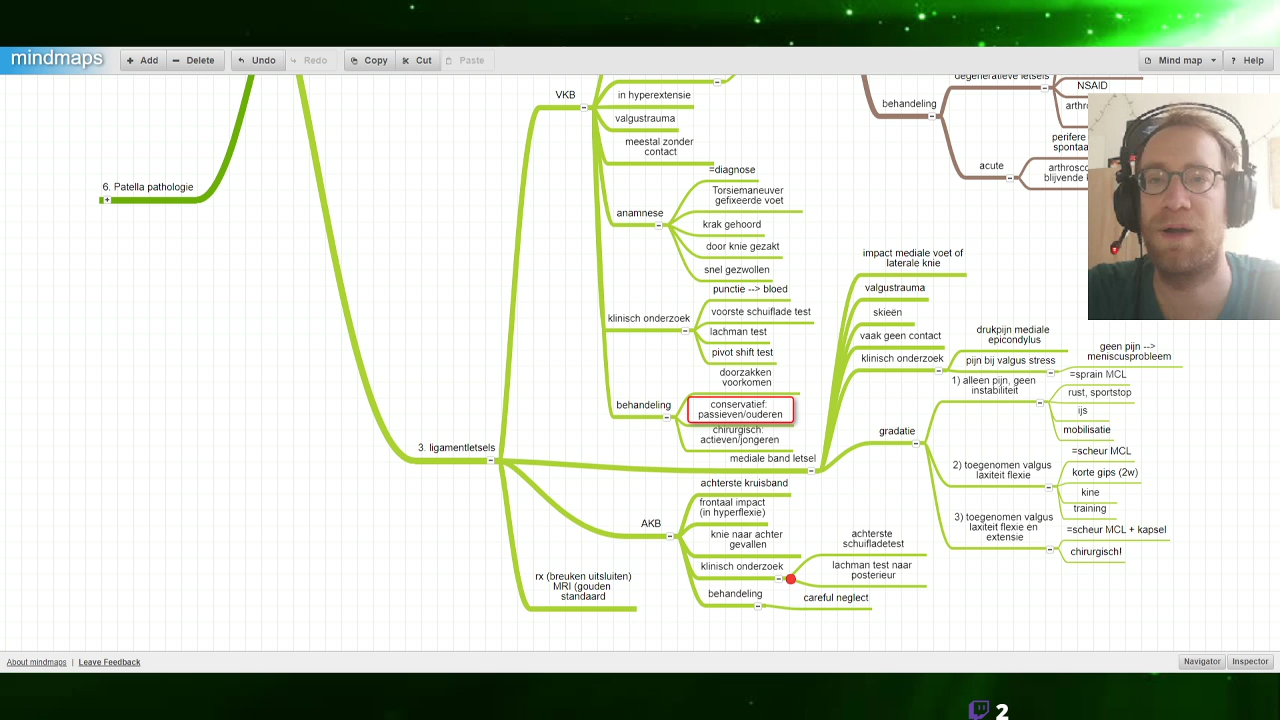 mindmaps
Add
Delete
Undo
Redo
Copy
Cut
Paste
Mind map
? Help
6. Patella pathologie
VKB
in hyperextensie
valgustrauma
meestal zonder
contact
anamnese
=diagnose
Torsiemaneuver
gefixeerde voet
krak gehoord
door knie gezakt
snel gezwollen
klinisch onderzoek
punctie --> bloed
voorste schuiflade test
lachman test
pivot shift test
behandeling
doorzakken
voorkomen
conservatief:
passieven/ouderen
chirurgisch:
actieven/jongeren
3. ligamentletsels
mediale band letsel
impact mediale voet of
laterale knie
valgustrauma
skieën
vaak geen contact
klinisch onderzoek
drukpijn mediale
epicondylus
pijn bij valgus stress
geen pijn -->
meniscusprobleem
gradatie
1) alleen pijn, geen
instabiliteit
=sprain MCL
rust, sportstop
ijs
mobilisatie
2) toegenomen valgus
laxiteit flexie
=scheur MCL
korte gips (2w)
kine
training
3) toegenomen valgus
laxiteit flexie en
extensie
=scheur MCL + kapsel
chirurgisch!
AKB
achterste kruisband
frontaal impact
(in hyperflexie)
knie naar achter
gevallen
klinisch onderzoek
achterste
schuifladetest
lachman test naar
posterieur
behandeling
careful neglect
rx (breuken uitsluiten)
MRI (gouden
standaard
behandeling
degeneratieve letsels
NSAID
arthro
acute
perifere
spontaa
arthrosco
blijvende k
About mindmaps | Leave Feedback
Navigator
Inspector
2